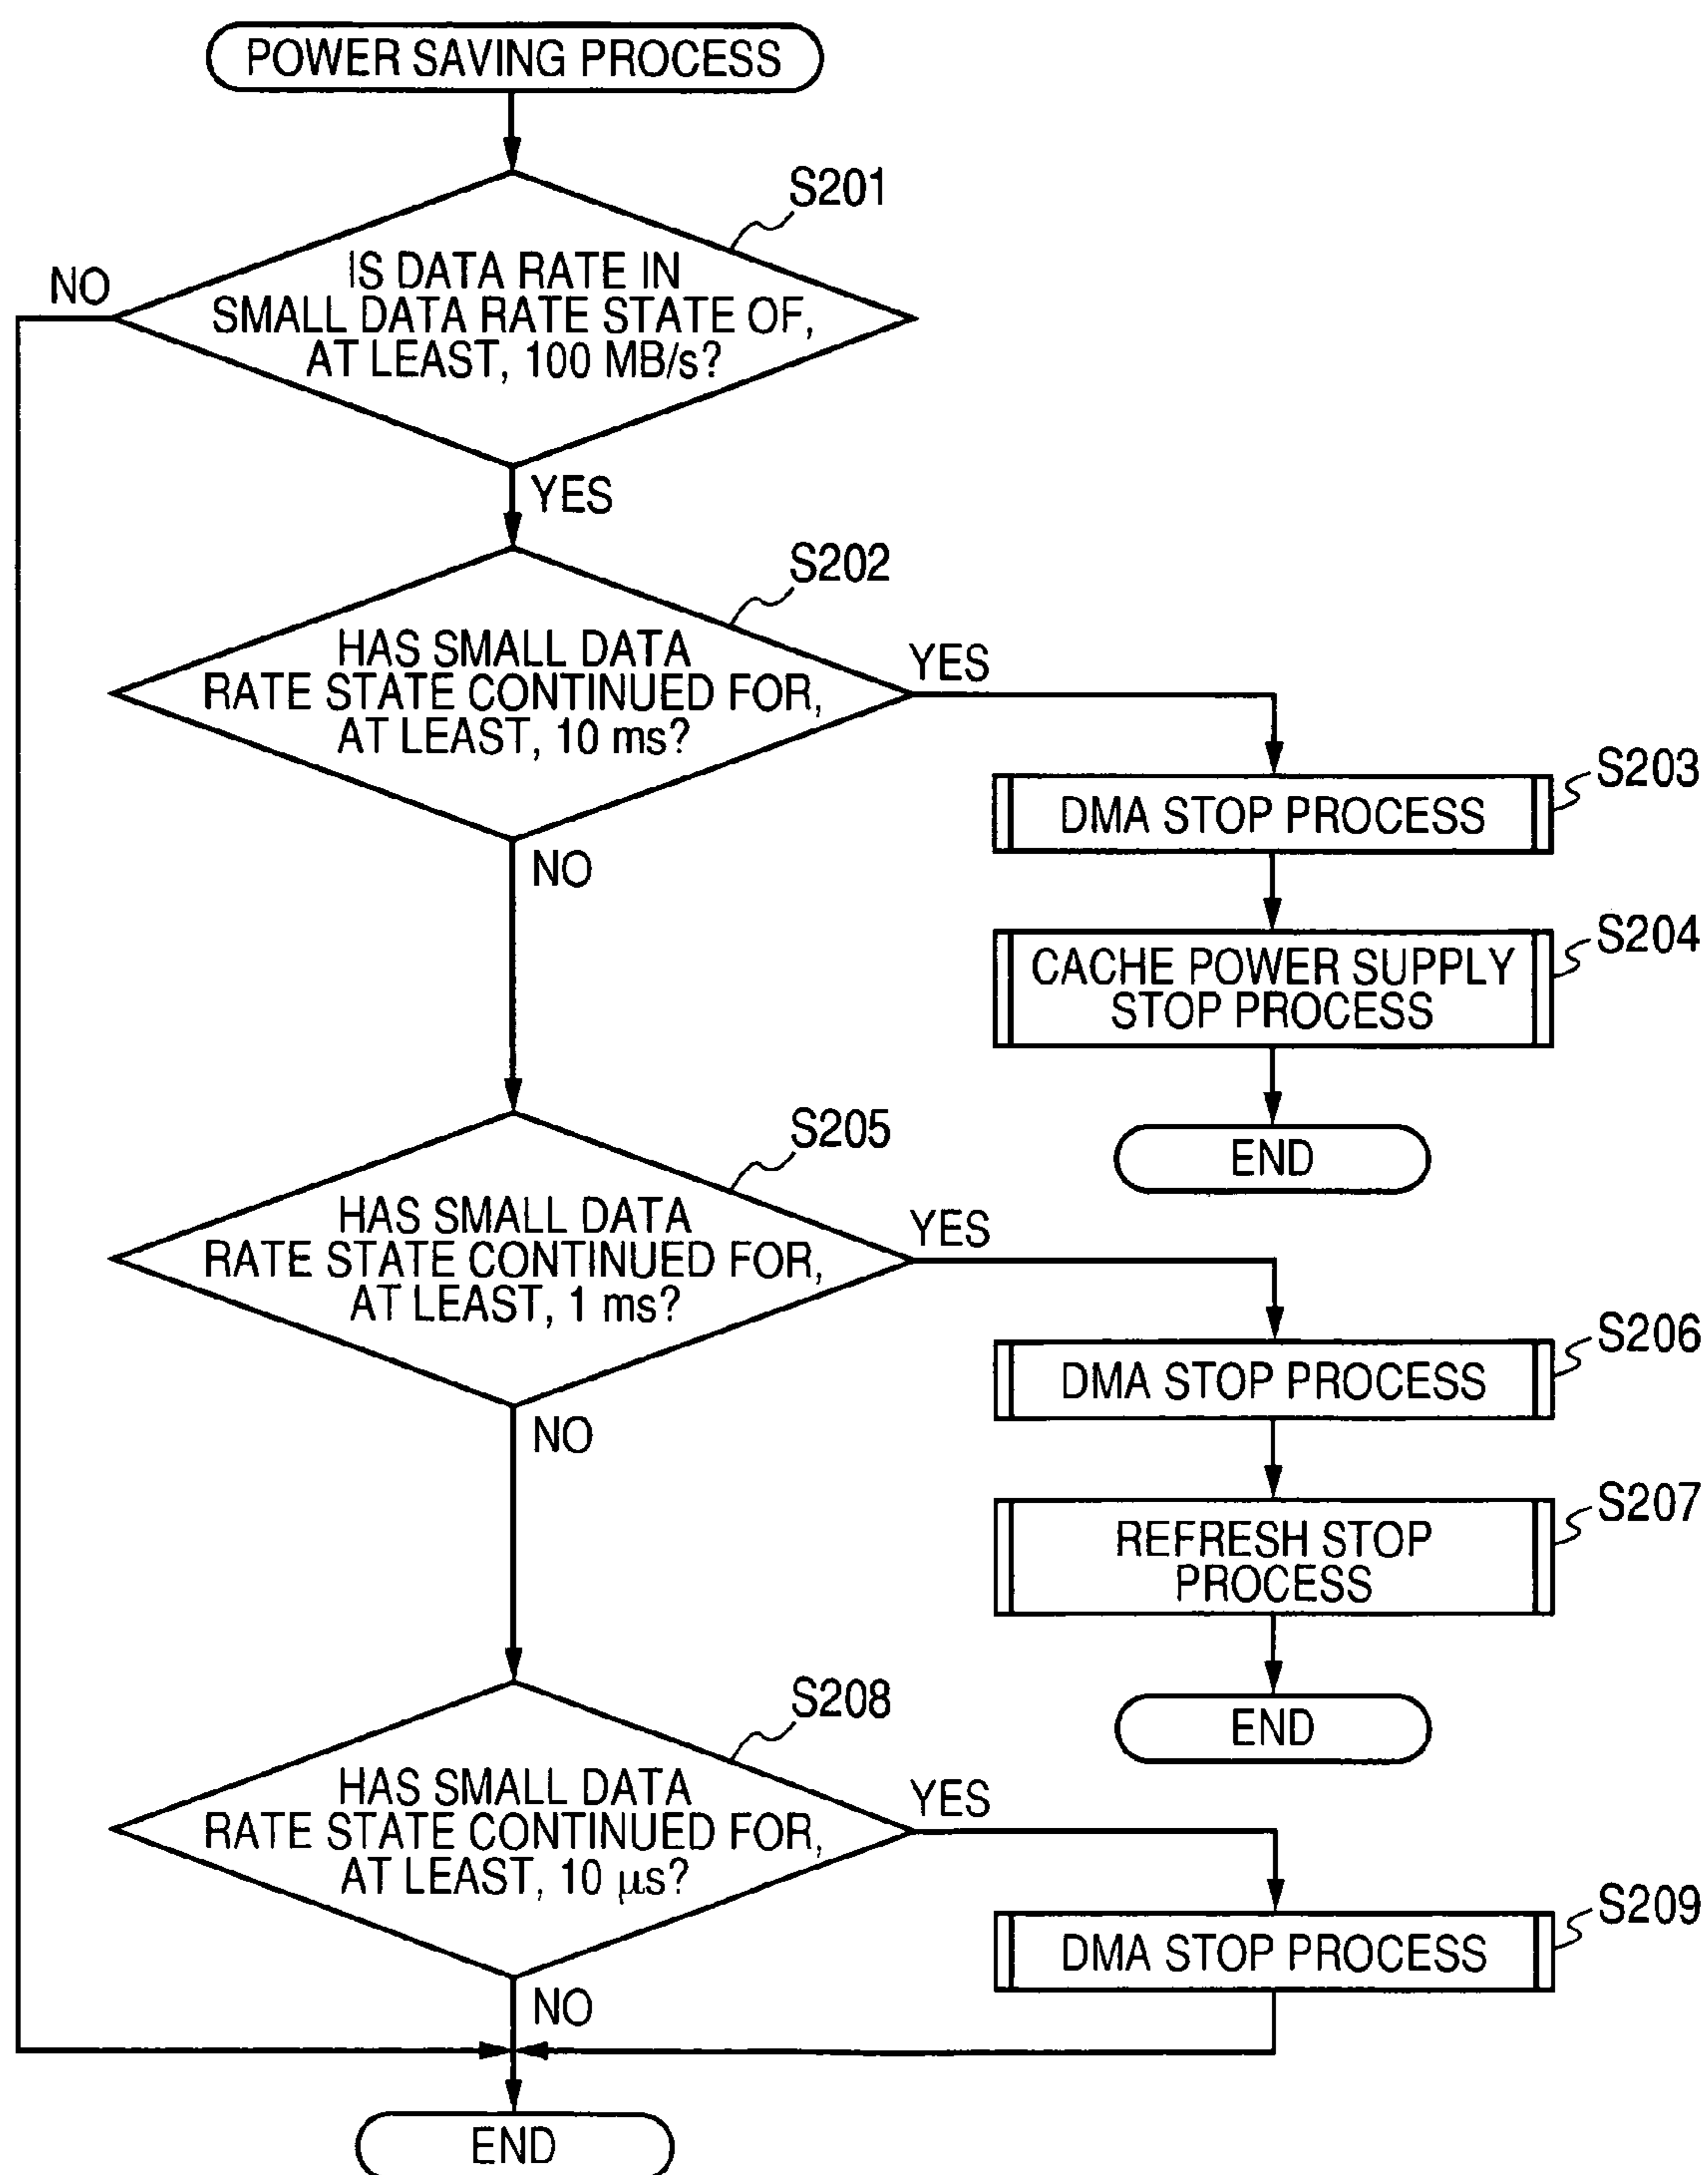 POWER SAVING PROCESS
S201
IS DATA RATE IN
SMALL DATA RATE STATE OF,
AT LEAST, 100 MB/s?
NO
YES
S202
HAS SMALL DATA
RATE STATE CONTINUED FOR,
AT LEAST, 10 ms?
YES
NO
S203
DMA STOP PROCESS
S204
CACHE POWER SUPPLY
STOP PROCESS
END
S205
HAS SMALL DATA
RATE STATE CONTINUED FOR,
AT LEAST, 1 ms?
YES
NO
S206
DMA STOP PROCESS
S207
REFRESH STOP
PROCESS
END
S208
HAS SMALL DATA
RATE STATE CONTINUED FOR,
AT LEAST, 10 μs?
YES
NO
S209
DMA STOP PROCESS
END